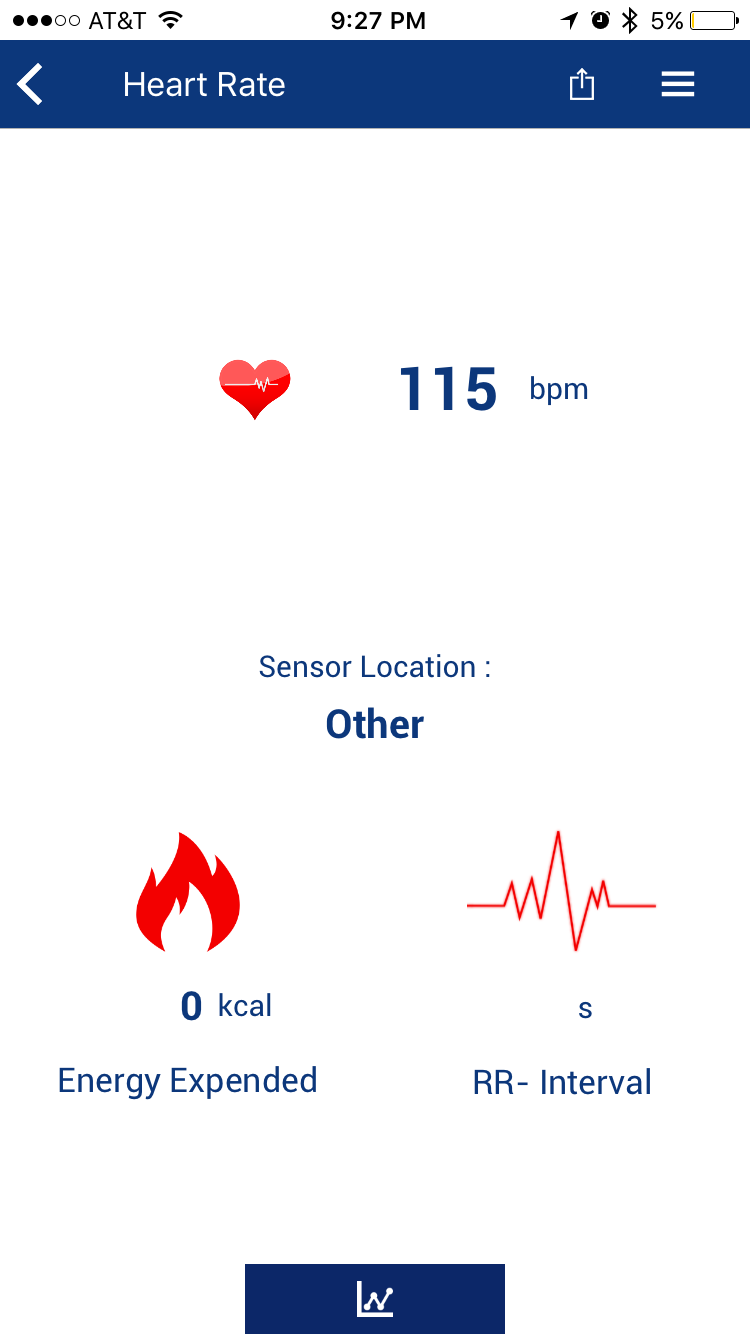 AT&T 9:27 PM 5%
Heart Rate
115 bpm
Sensor Location :
Other
0 kcal
s
Energy Expended
RR- Interval